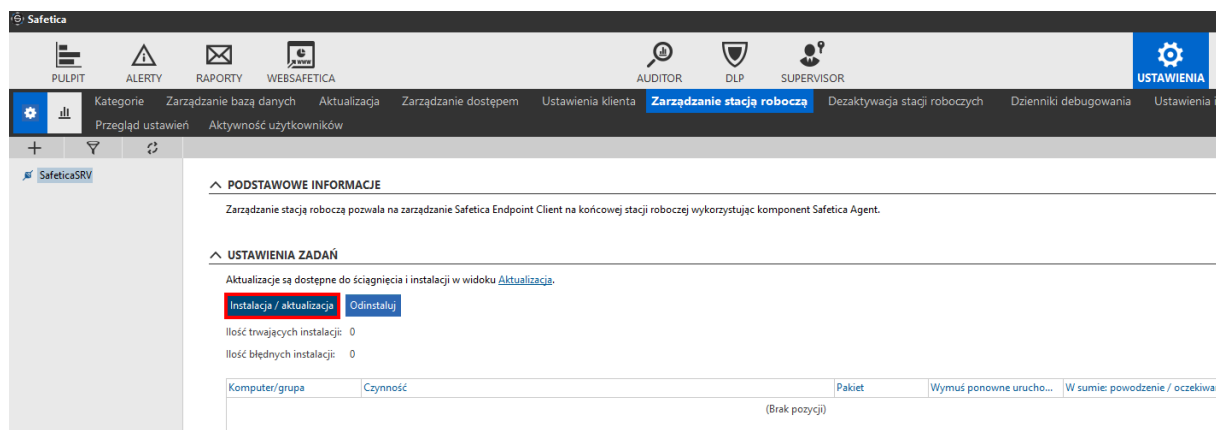 Safetica
PULPIT ALERTY RAPORTY WEBSAFETICA AUDITOR DLP SUPERVISOR USTAWIENIA
Kategorie Zarządzanie bazą danych Aktualizacja Zarządzanie dostępem Ustawienia klienta Zarządzanie stacją roboczą Dezaktywacja stacji roboczych Dzienniki debugowania Ustawienia i
Przegląd ustawień Aktywność użytkowników
SafeticaSRV
PODSTAWOWE INFORMACJE
Zarządzanie stacją roboczą pozwala na zarządzanie Safetica Endpoint Client na końcowej stacji roboczej wykorzystując komponent Safetica Agent.
USTAWIENIA ZADAŃ
Aktualizacje są dostępne do ściągnięcia i instalacji w widoku Aktualizacja.
Instalacja / aktualizacja Odinstaluj
Ilość trwających instalacji: 0
Ilość błędnych instalacji: 0
Komputer/grupa Czynność Pakiet Wymuś ponowne urucho... W sumie: powodzenie / oczekiwa
(Brak pozycji)